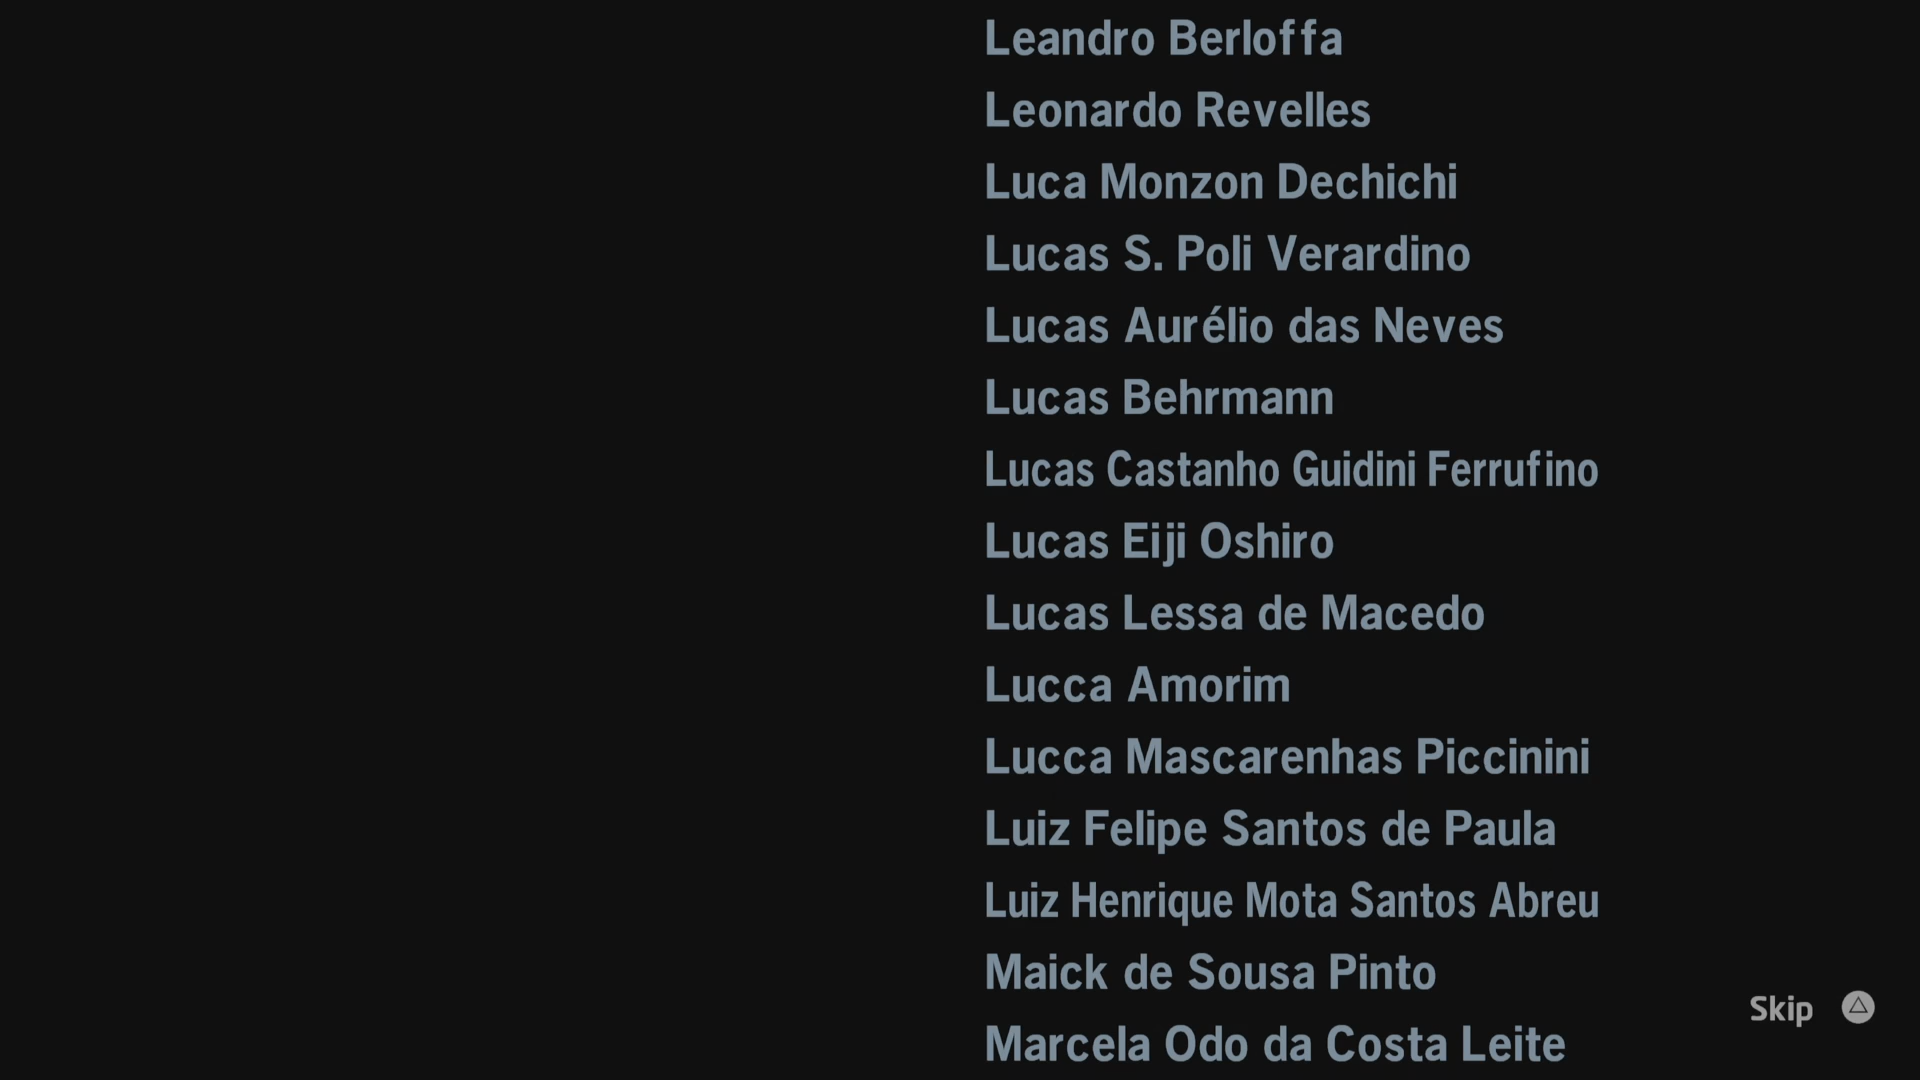 Leandro Berloffa
Leonardo Revelles
Luca Monzon Dechichi
Lucas S. Poli Verardino
Lucas Aurélio das Neves
Lucas Behrmann
Lucas Castanho Guidini Ferrufino
Lucas Eiji Oshiro
Lucas Lessa de Macedo
Lucca Amorim
Lucca Mascarenhas Piccinini
Luiz Felipe Santos de Paula
Luiz Henrique Mota Santos Abreu
Maick de Sousa Pinto
Skip
Marcela Odo da Costa Leite